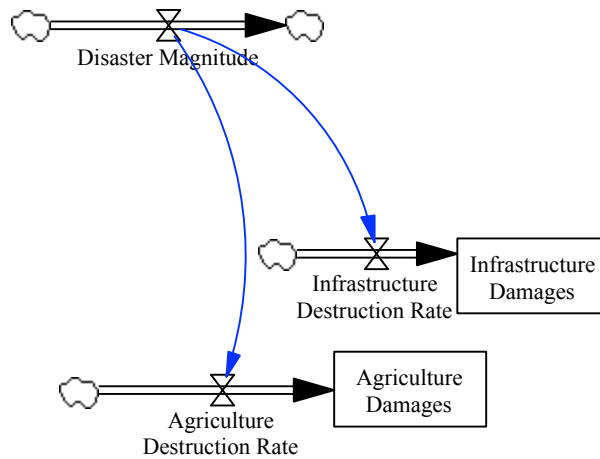 Disaster Magnitude
Infrastructure
Destruction Rate
Infrastructure
Damages
Agriculture
Destruction Rate
Agriculture
Damages